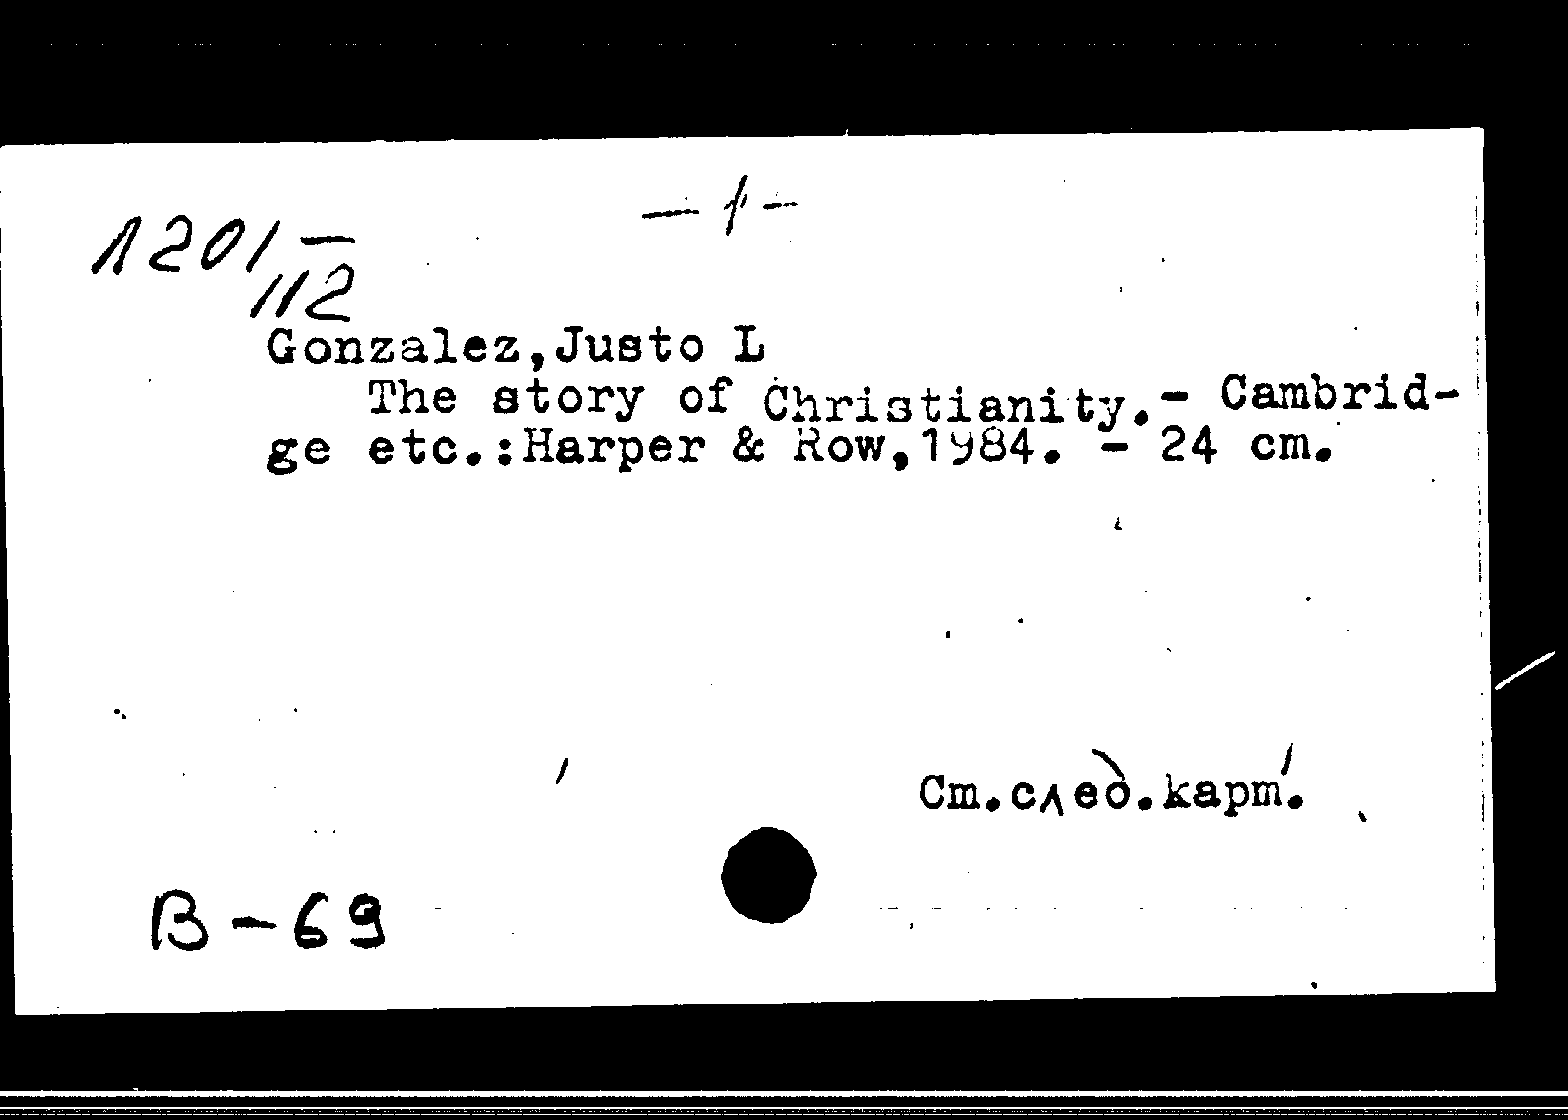 — 1 —
1201/—
112
Gonzalez,Justo L
The story of Christianity.- Cambrid-
ge etc.:Harper & Row,1984. - 24 cm.
Cm.след.карт.
B-69